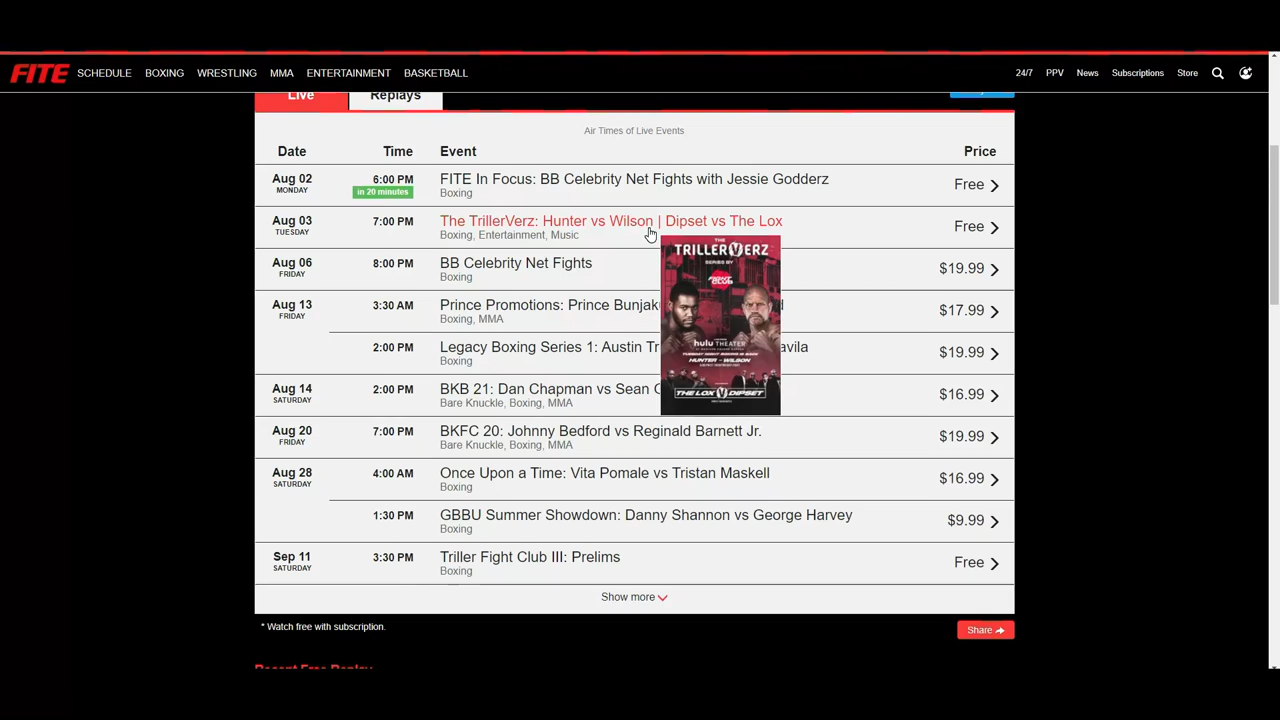 FITE SCHEDULE BOXING WRESTLING MMA ENTERTAINMENT BASKETBALL 24/7 PPV News Subscriptions Store
Live Replays
Air Times of Live Events
Date Time Event Price
Aug 02 6:00 PM FITE In Focus: BB Celebrity Net Fights with Jessie Godderz Free
MONDAY in 20 minutes Boxing
Aug 03 7:00 PM The TrillerVerz: Hunter vs Wilson | Dipset vs The Lox Free
TUESDAY Boxing, Entertainment, Music
Aug 06 8:00 PM BB Celebrity Net Fights $19.99
FRIDAY Boxing
Aug 13 3:30 AM Prince Promotions: Prince $17.99
FRIDAY Boxing, MMA
2:00 PM Legacy Boxing Series 1: Austin $19.99
Boxing
Aug 14 2:00 PM BKB 21: Dan Chapman vs Sean $16.99
SATURDAY Bare Knuckle, Boxing, MMA
Aug 20 7:00 PM BKFC 20: Johnny Bedford vs Reginald Barnett Jr. $19.99
FRIDAY Bare Knuckle, Boxing, MMA
Aug 28 4:00 AM Once Upon a Time: Vita Pomale vs Tristan Maskell $16.99
SATURDAY Boxing
1:30 PM GBBU Summer Showdown: Danny Shannon vs George Harvey $9.99
Boxing
Sep 11 3:30 PM Triller Fight Club III: Prelims Free
SATURDAY Boxing
Show more
* Watch free with subscription. Share
THE
TRILLERVERZ
SERIES BY
FIGHT CLUB
hulu THEATER
TUESDAY NIGHT BOXING IS BACK
HUNTER - WILSON
THE LOX V DIPSET